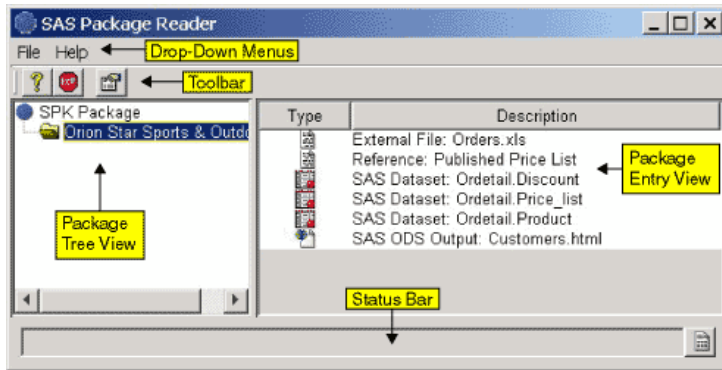 SAS Package Reader
File Help Drop-Down Menus
Toolbar
SPK Package
Orion Star Sports & Outdo
Package
Tree View
Type Description
External File: Orders.xls
Reference: Published Price List
SAS Dataset: Ordetail.Discount
SAS Dataset: Ordetail.Price_list
SAS Dataset: Ordetail.Product
SAS ODS Output: Customers.html
Package
Entry View
Status Bar